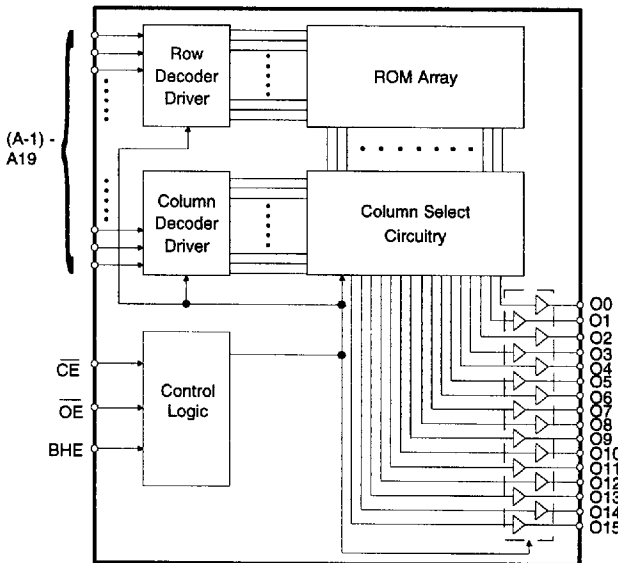 Row
Decoder
Driver
ROM Array
(A-1) -
A19
Column
Decoder
Driver
Column Select
Circuitry
CE
OE
BHE
Control
Logic
O0
O1
O2
O3
O4
O5
O6
O7
O8
O9
O10
O11
O12
O13
O14
O15